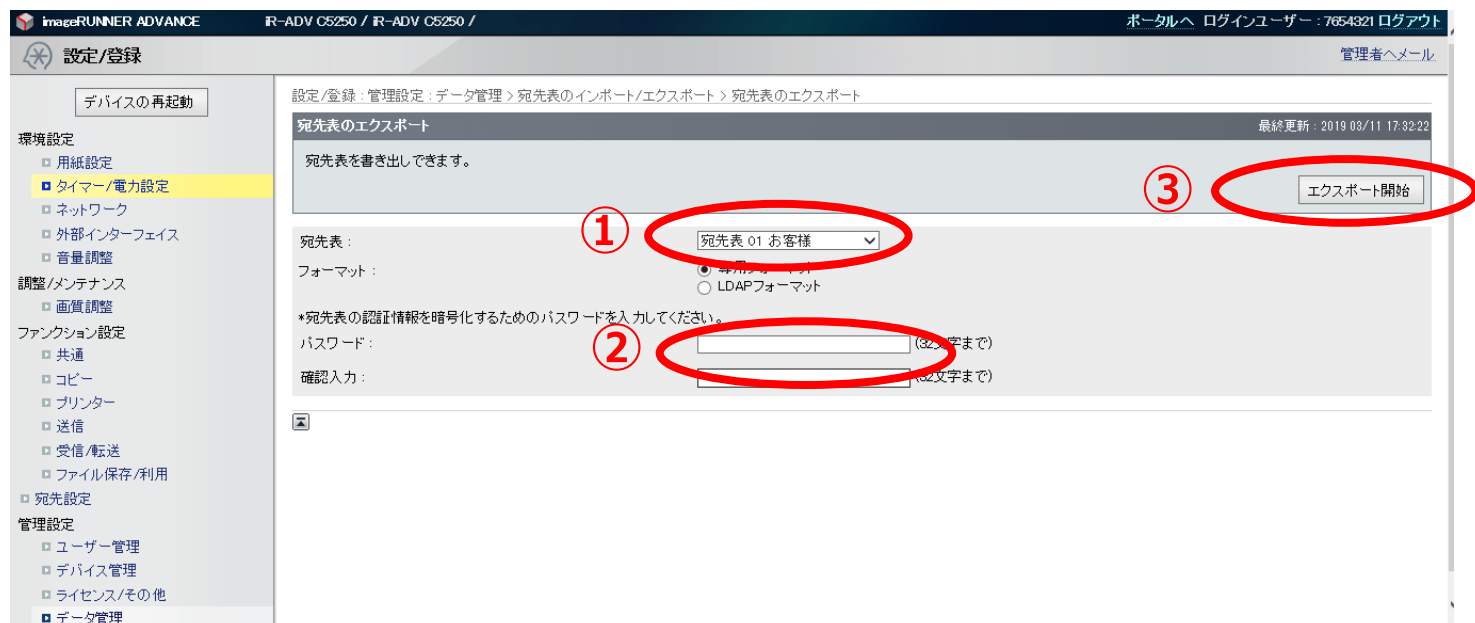 imageRUNNER ADVANCE iR-ADV C5250 / iR-ADV C5250 / ポータルへ ログインユーザー : 7654321 ログアウト
設定/登録 管理者へメール
デバイスの再起動
設定/登録 : 管理設定 : データ管理 > 宛先表のインポート/エクスポート > 宛先表のエクスポート
宛先表のエクスポート 最終更新 : 2019 03/11 17:32:22
宛先表を書き出しできます。
③ エクスポート開始
環境設定
用紙設定
タイマー/電力設定
ネットワーク
外部インターフェイス
音量調整
調整/メンテナンス
画質調整
ファンクション設定
共通
コピー
プリンター
送信
受信/転送
ファイル保存/利用
宛先設定
管理設定
ユーザー管理
デバイス管理
ライセンス/その他
データ管理
① 宛先表 : 宛先表 01 お客様
フォーマット : 専用フォーマット
LDAPフォーマット
*宛先表の認証情報を暗号化するためのパスワードを入力してください。
② パスワード : (32文字まで)
確認入力 : (32文字まで)